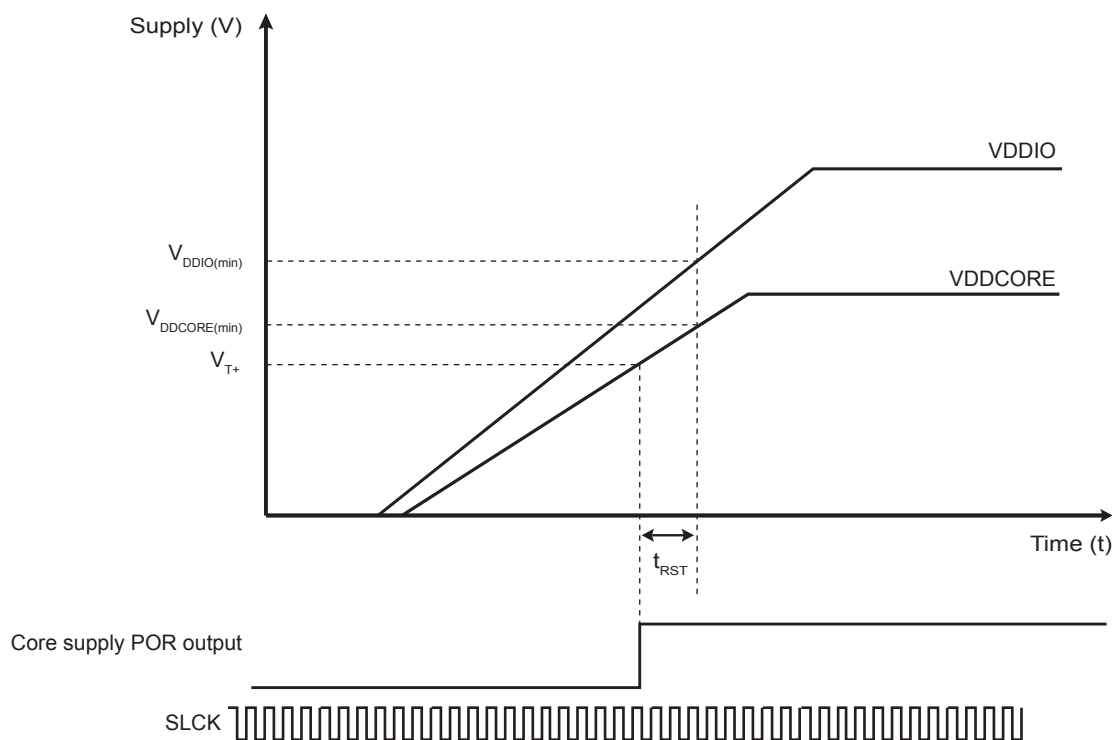 Supply (V)
VDDIO
VDDIO(min)
VDDCORE
VDDCORE(min)
VT+
Time (t)
tRST
Core supply POR output
SLCK